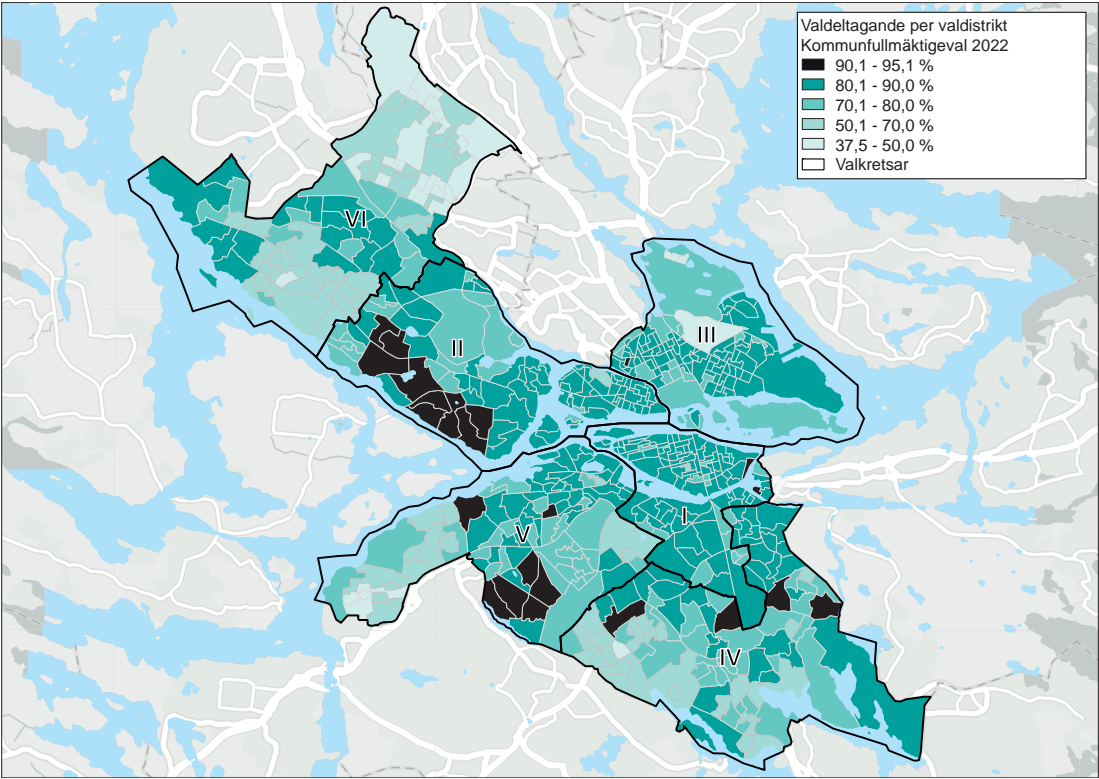 Valdeltagande per valdistrikt
Kommunfullmäktigeval 2022
90,1 - 95,1 %
80,1 - 90,0 %
70,1 - 80,0 %
50,1 - 70,0 %
37,5 - 50,0 %
Valkretsar
VI
III
II
I
V
IV